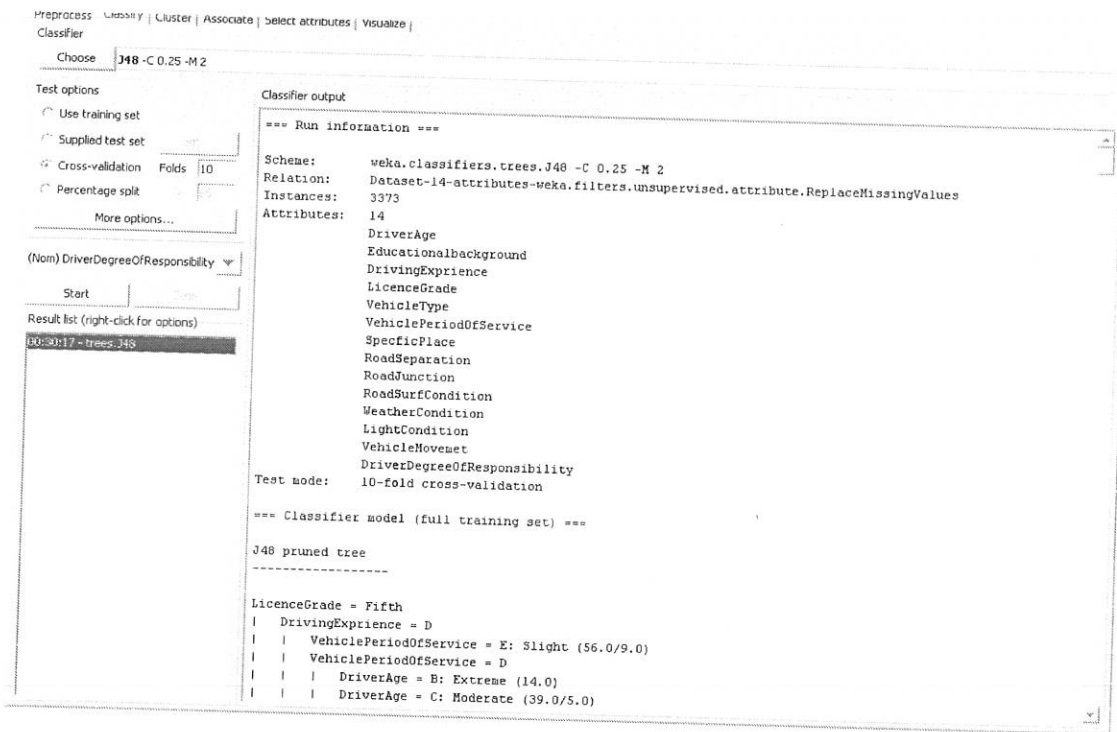 Preprocess Classify Cluster Associate Select attributes Visualize
Classifier
Choose J48 -C 0.25 -M 2
Test options
Use training set
Supplied test set
Cross-validation Folds 10
Percentage split
More options...
(Nom) DriverDegreeOfResponsibility
Start
Result list (right-click for options)
00:30:17 - trees.J48
Classifier output
=== Run information ===
Scheme: weka.classifiers.trees.J48 -C 0.25 -M 2
Relation: Dataset-14-attributes-weka.filters.unsupervised.attribute.ReplaceMissingValues
Instances: 3373
Attributes: 14
DriverAge
Educationalbackground
DrivingExprience
LicenceGrade
VehicleType
VehiclePeriodOfService
SpecficPlace
RoadSeparation
RoadJunction
RoadSurfCondition
WeatherCondition
LightCondition
VehicleMovemet
DriverDegreeOfResponsibility
Test mode: 10-fold cross-validation
=== Classifier model (full training set) ===
J48 pruned tree
------------------
LicenceGrade = Fifth
| DrivingExprience = D
| | VehiclePeriodOfService = E: Slight (56.0/9.0)
| | VehiclePeriodOfService = D
| | | DriverAge = B: Extreme (14.0)
| | | DriverAge = C: Moderate (39.0/5.0)